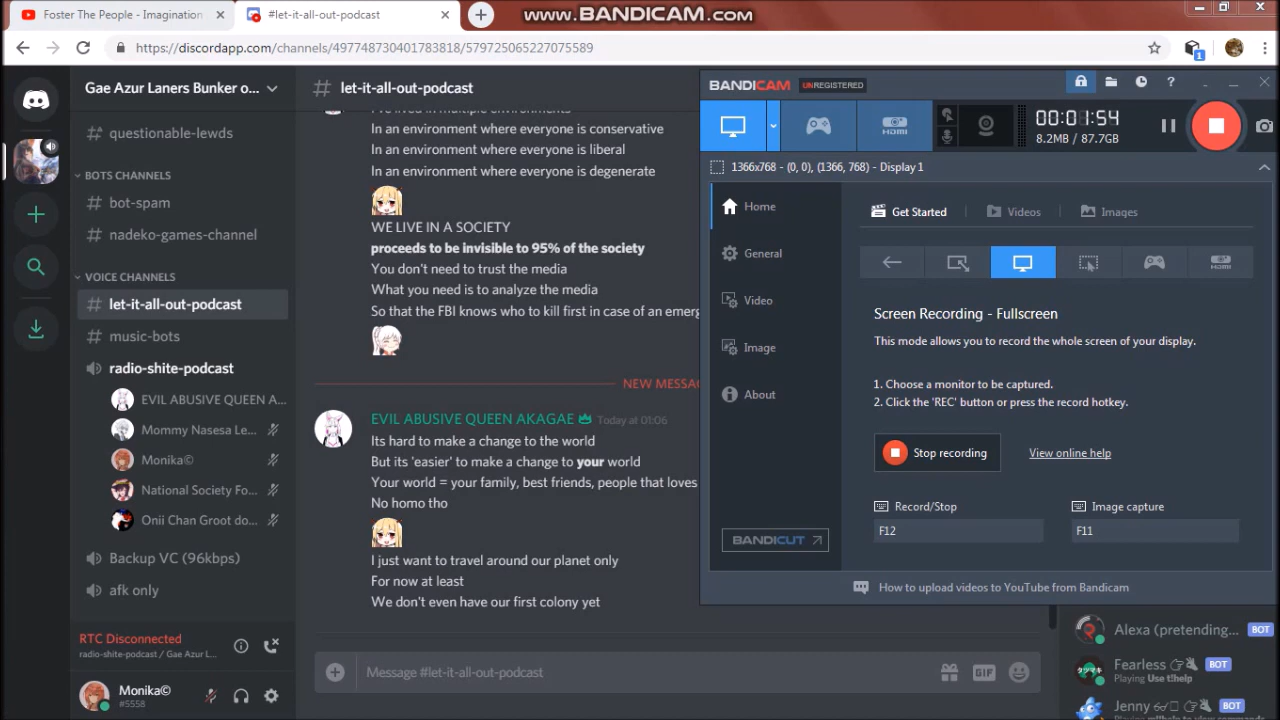 Foster The People - Imagination
#let-it-all-out-podcast
www.BANDICAM.com
https://discordapp.com/channels/497748730401783818/579725065227075589
1
Gae Azur Laners Bunker o...
questionable-lewds
BOTS CHANNELS
bot-spam
nadeko-games-channel
VOICE CHANNELS
let-it-all-out-podcast
music-bots
radio-shite-podcast
EVIL ABUSIVE QUEEN A...
Mommy Nasesa Le...
Monika©
National Society Fo...
Onii Chan Groot do...
Backup VC (96kbps)
afk only
RTC Disconnected
radio-shite-podcast / Gae Azur L...
Monika©
#5558
let-it-all-out-podcast
In an environment where everyone is conservative
In an environment where everyone is liberal
In an environment where everyone is degenerate
WE LIVE IN A SOCIETY
proceeds to be invisible to 95% of the society
You don't need to trust the media
What you need is to analyze the media
So that the FBI knows who to kill first in case of an emerg
NEW MESSA
EVIL ABUSIVE QUEEN AKAGAE Today at 01:06
Its hard to make a change to the world
But its 'easier' to make a change to your world
Your world = your family, best friends, people that loves
No homo tho
I just want to travel around our planet only
For now at least
We don't even have our first colony yet
Message #let-it-all-out-podcast
GIF
BANDICAM UNREGISTERED
HDMI
00:01:54
8.2MB / 87.7GB
1366x768 - (0, 0), (1366, 768) - Display 1
Home
General
Video
Image
About
BANDICUT
Get Started
Videos
Images
HDMI
Screen Recording - Fullscreen
This mode allows you to record the whole screen of your display.
1. Choose a monitor to be captured.
2. Click the 'REC' button or press the record hotkey.
Stop recording
View online help
Record/Stop
Image capture
F12
F11
How to upload videos to YouTube from Bandicam
Alexa (pretending... BOT
Fearless BOT
Playing Use t!help
Jenny BOT